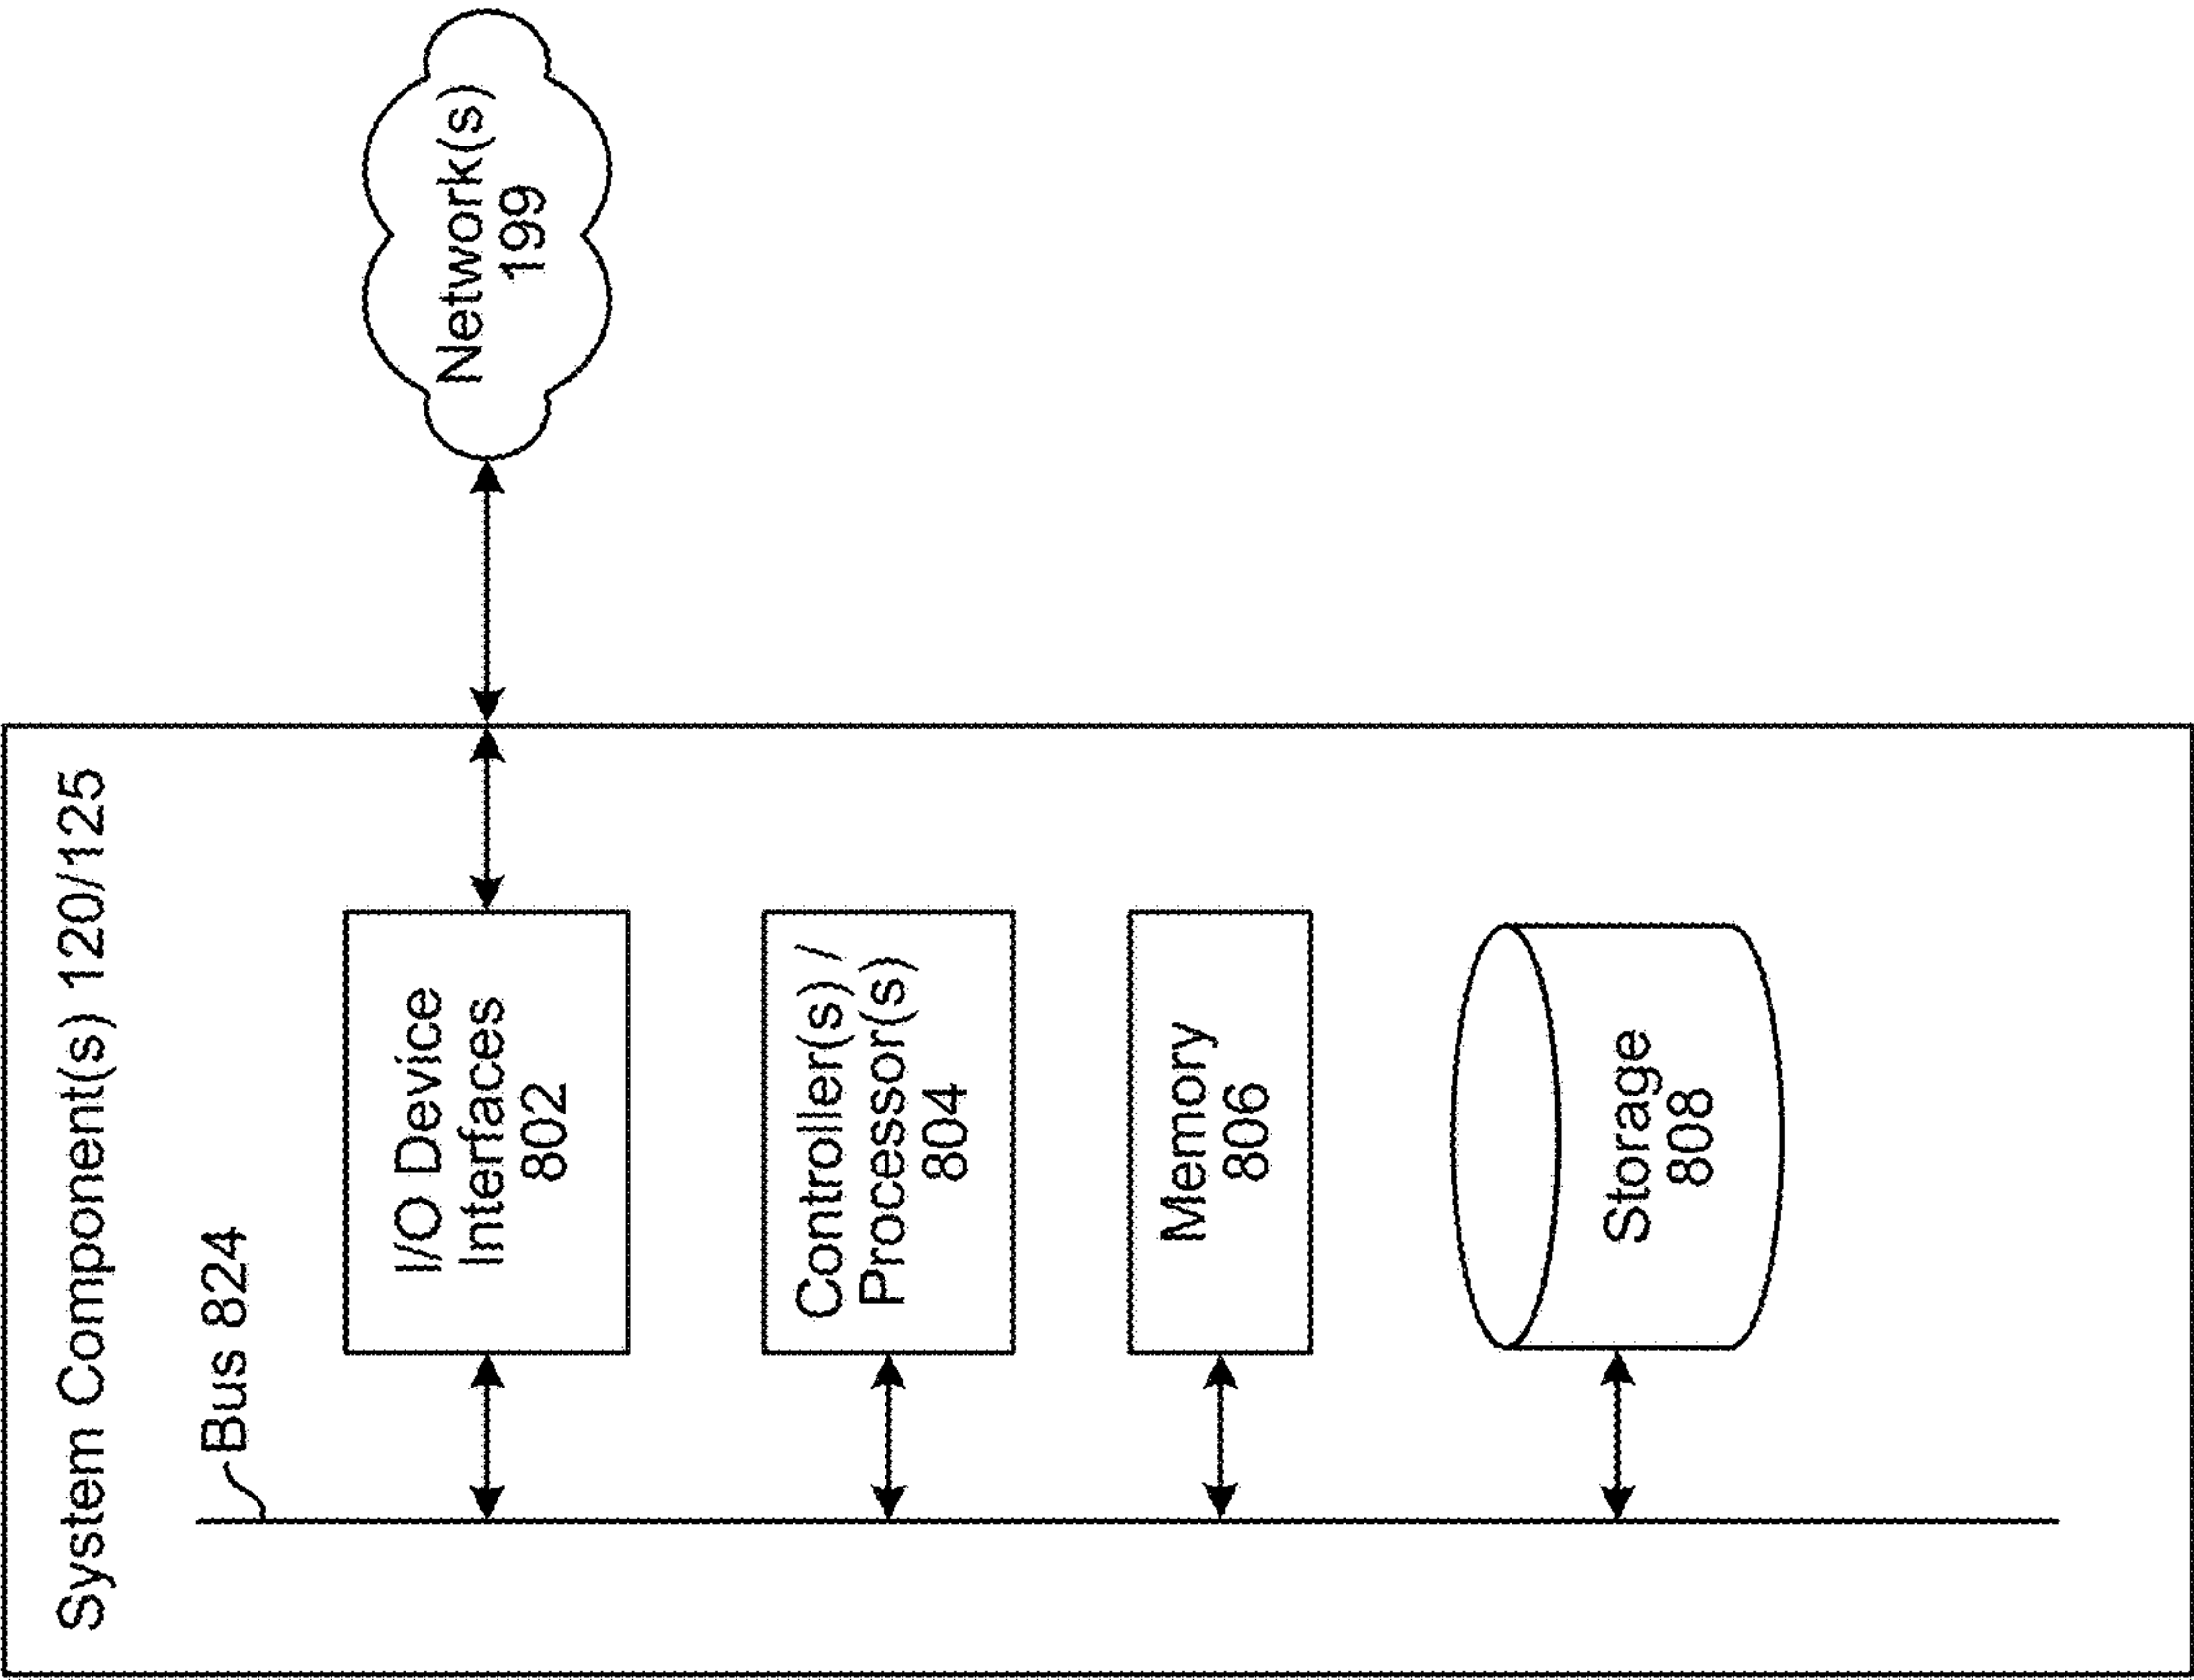 System Component(s) 120/125
Bus 824
I/O Device
Interfaces
802
Network(s)
199
Controller(s) /
Processor(s)
804
Memory
806
Storage
808